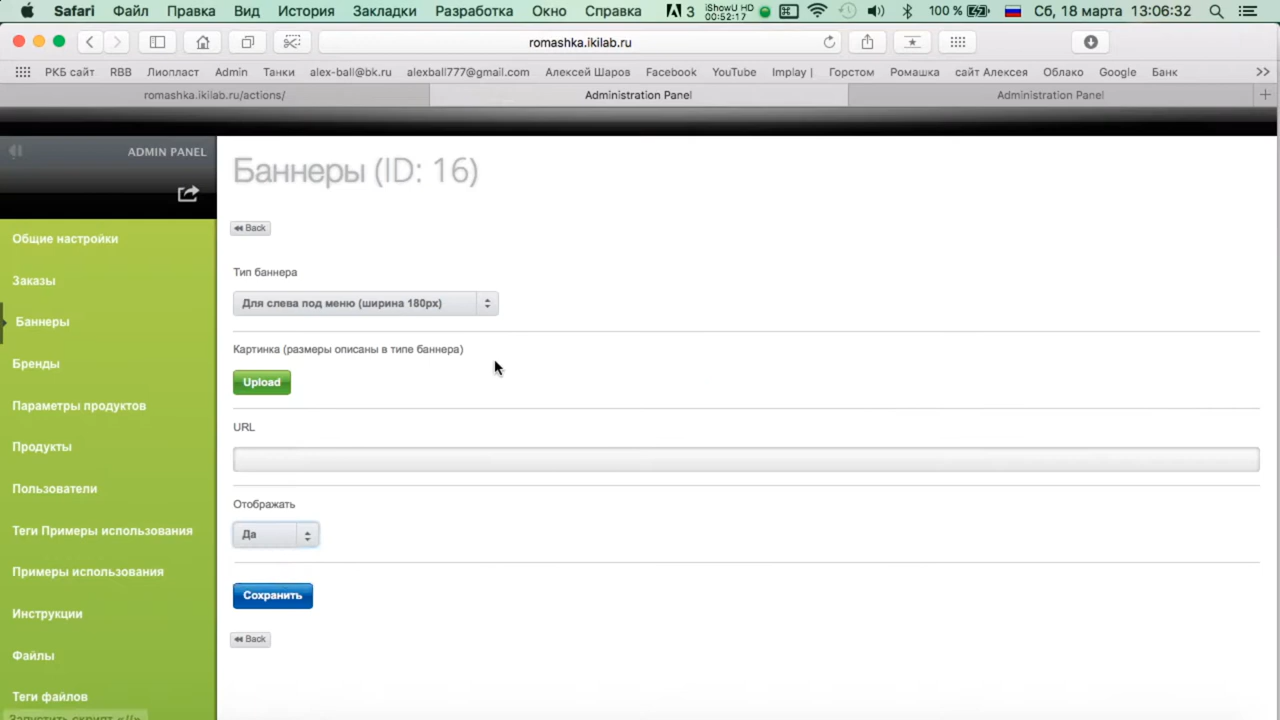 Safari Файл Правка Вид История Закладки Разработка Окно Справка 3 iShowU HD 00:52:17 100 % Сб, 18 марта 13:06:32
romashka.ikilab.ru
РКБ сайт RBB Лиопласт Admin Танки alex-ball@bk.ru alexball777@gmail.com Алексей Шаров Facebook YouTube Implay | Горстом Ромашка сайт Алексея Облако Google Банк >>
romashka.ikilab.ru/actions/ Administration Panel Administration Panel +
ADMIN PANEL
Общие настройки
Заказы
Баннеры
Бренды
Параметры продуктов
Продукты
Пользователи
Теги Примеры использования
Примеры использования
Инструкции
Файлы
Теги файлов
Запустить скрипт «//»
Баннеры (ID: 16)
Back
Тип баннера
Для слева под меню (ширина 180px)
Картинка (размеры описаны в типе баннера)
Upload
URL
Отображать
Да
Сохранить
Back